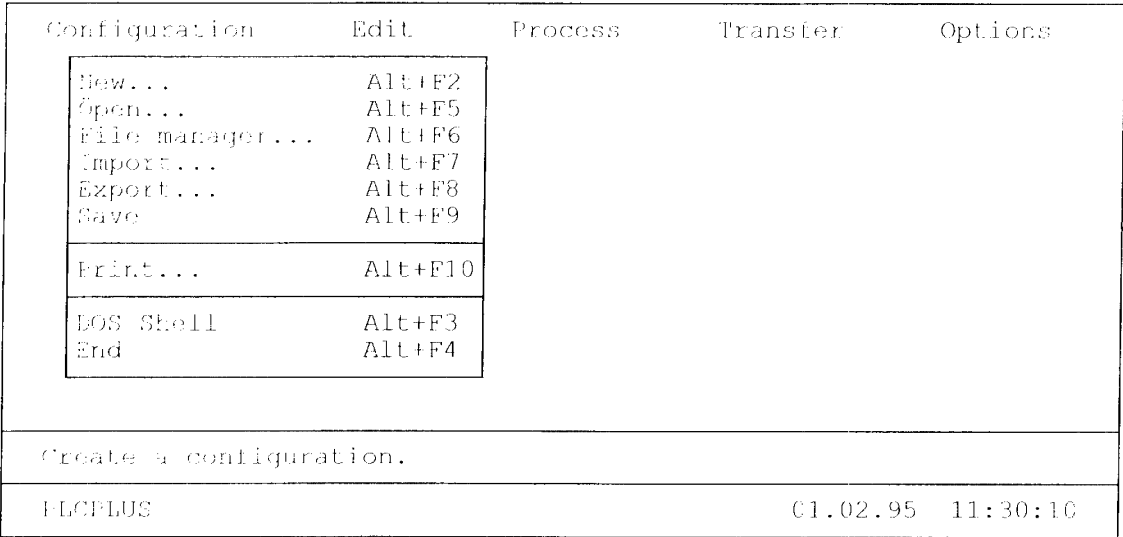 Configuration Edit Process Transfer Options
New... Alt+F2
Open... Alt+F5
File manager... Alt+F6
Import... Alt+F7
Export... Alt+F8
Save Alt+F9
Print... Alt+F10
DOS Shell Alt+F3
End Alt+F4
Create a configuration.
PLCPLUS 01.02.95 11:30:10